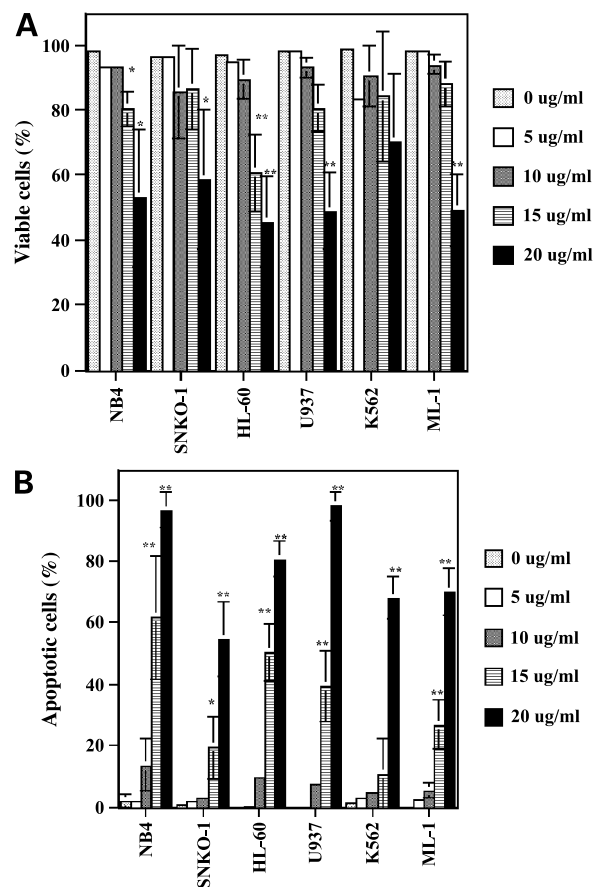 A
100
80
60
40
20
0
Viable cells (%)
*
*
*
**
**
**
**
NB4
SNKO-1
HL-60
U937
K562
ML-1
0 ug/ml
5 ug/ml
10 ug/ml
15 ug/ml
20 ug/ml
B
100
80
60
40
20
0
Apoptotic cells (%)
**
**
*
**
**
**
**
**
**
**
**
NB4
SNKO-1
HL-60
U937
K562
ML-1
0 ug/ml
5 ug/ml
10 ug/ml
15 ug/ml
20 ug/ml